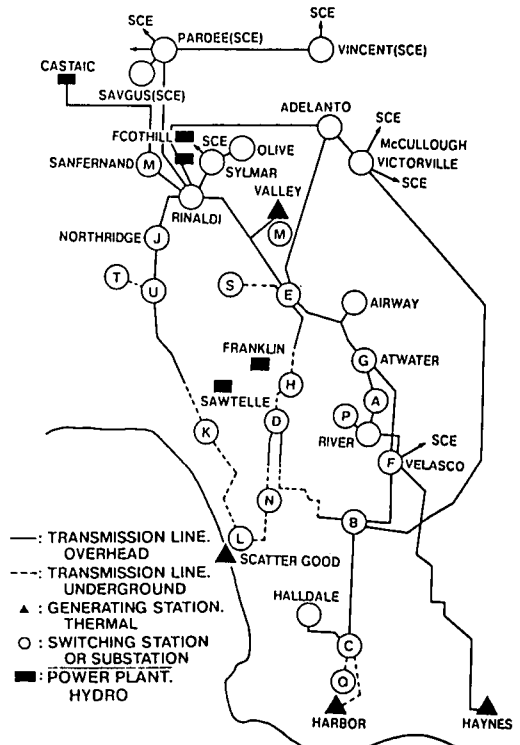 SCE
PARDEE(SCE)
VINCENT(SCE)
CASTAIC
SAVGUS(SCE)
ADELANTO
SCE
McCULLOUGH
VICTORVILLE
SCE
FCOTHILL
SCE
OLIVE
SYLMAR
SANFERNAND
M
VALLEY
RINALDI
M
NORTHRIDGE
J
T
U
S
E
AIRWAY
FRANKLIN
G
ATWATER
H
SAWTELLE
A
P
D
RIVER
SCE
K
F
VELASCO
N
B
L
SCATTER GOOD
—: TRANSMISSION LINE.
OVERHEAD
---: TRANSMISSION LINE.
UNDERGROUND
▲: GENERATING STATION.
THERMAL
○: SWITCHING STATION
OR SUBSTATION
■: POWER PLANT.
HYDRO
HALLDALE
C
Q
HARBOR
HAYNES